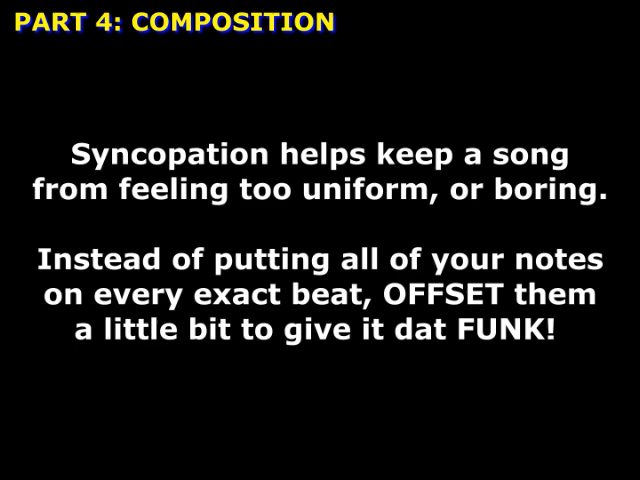 PART 4: COMPOSITION
Syncopation helps keep a song
from feeling too uniform, or boring.
Instead of putting all of your notes
on every exact beat, OFFSET them
a little bit to give it dat FUNK!